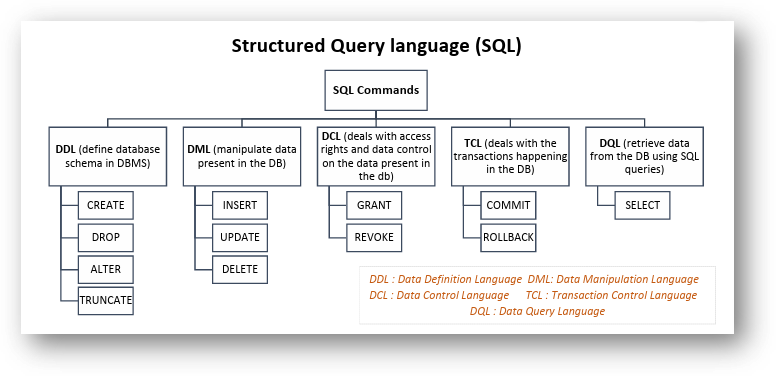 Structured Query language (SQL)
SQL Commands
DDL (define database
schema in DBMS)
CREATE
DROP
ALTER
TRUNCATE
DML (manipulate data
present in the DB)
INSERT
UPDATE
DELETE
DCL (deals with access
rights and data control
on the data present in
the db)
GRANT
REVOKE
TCL (deals with the
transactions happening
in the DB)
COMMIT
ROLLBACK
DQL (retrieve data
from the DB using SQL
queries)
SELECT
DDL : Data Definition Language DML: Data Manipulation Language
DCL : Data Control Language TCL : Transaction Control Language
DQL : Data Query Language